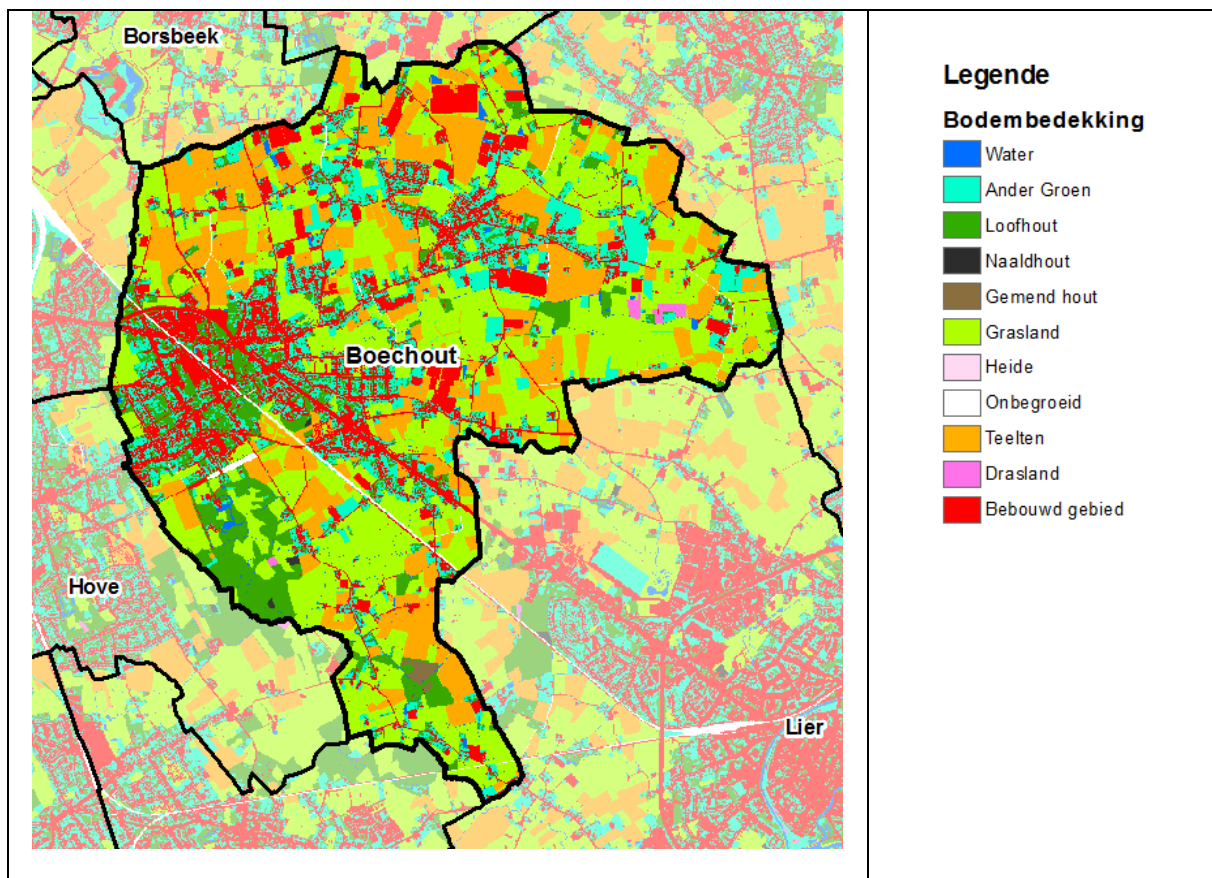 Borsbeek
Boechout
Hove
Lier
Legende
Bodembedekking
Water
Ander Groen
Loofhout
Naaldhout
Gemend hout
Grasland
Heide
Onbegroeid
Teelten
Drasland
Bebouwd gebied